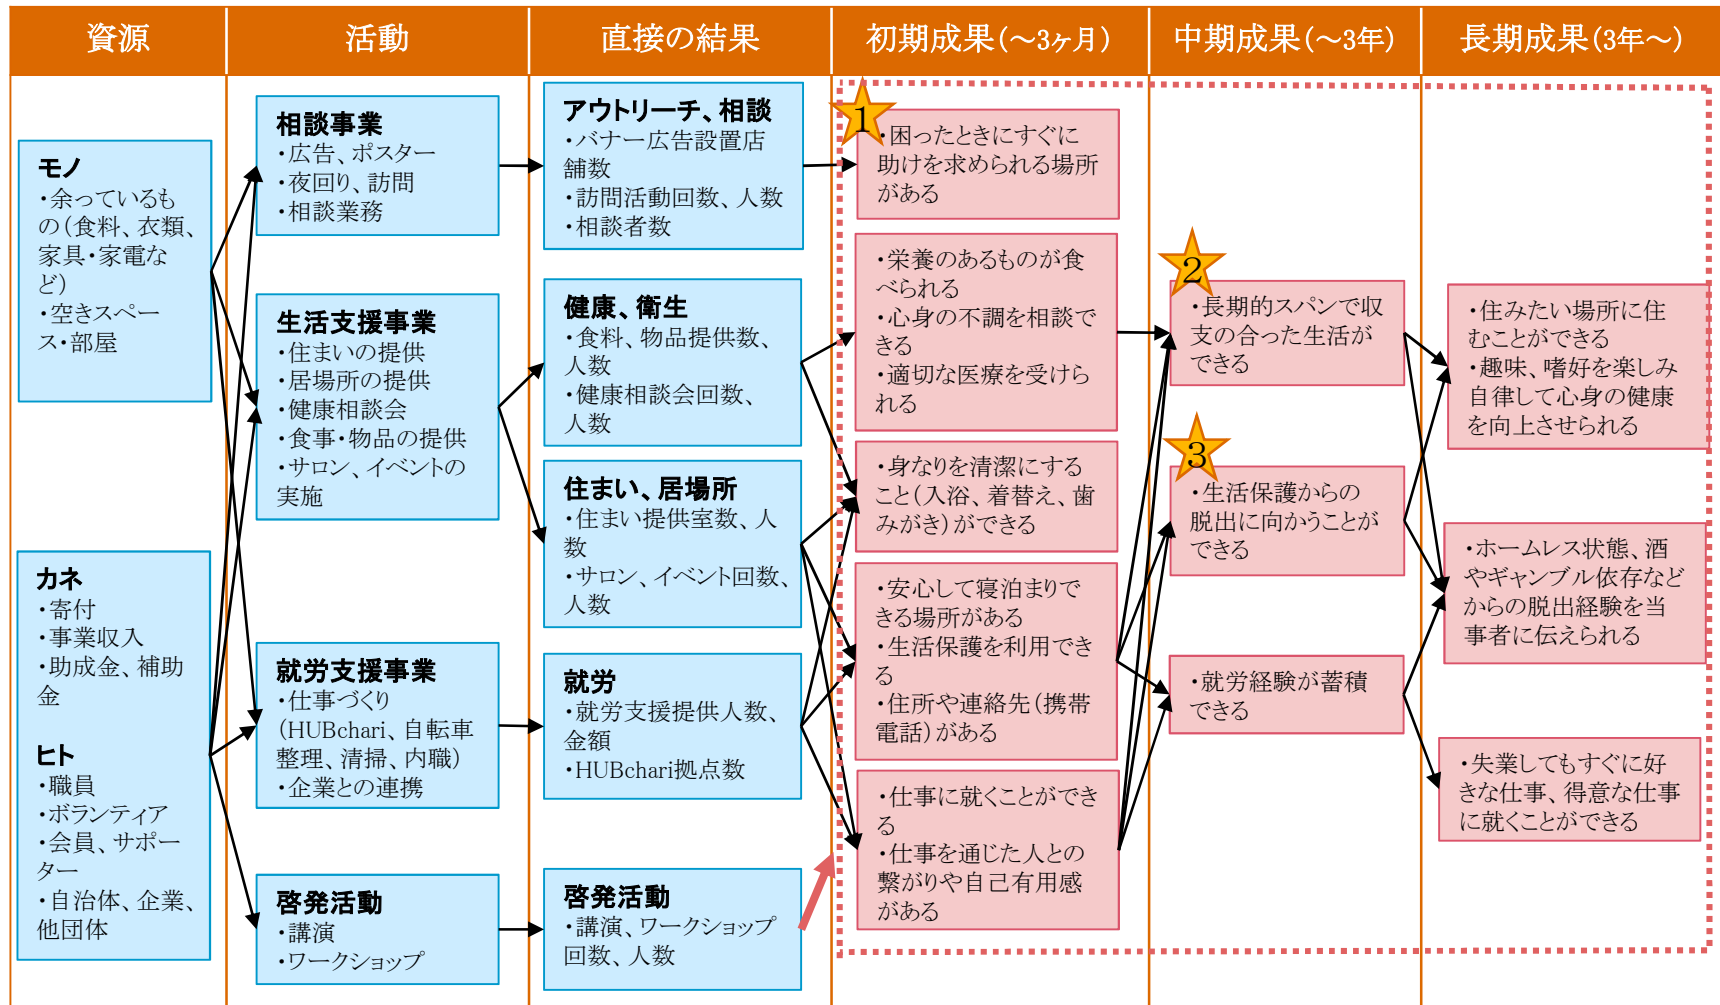 資源
活動
直接の結果
初期成果(～3ヶ月)
中期成果(～3年)
長期成果(3年～)
モノ
・余っているも
の(食料、衣類、
家具・家電な
ど)
・空きスペー
ス・部屋
カネ
・寄付
・事業収入
・助成金、補助
金
ヒト
・職員
・ボランティア
・会員、サポー
ター
・自治体、企業、
他団体
相談事業
・広告、ポスター
・夜回り、訪問
・相談業務
生活支援事業
・住まいの提供
・居場所の提供
・健康相談会
・食事・物品の提供
・サロン、イベントの
実施
就労支援事業
・仕事づくり
(HUBchari、自転車
整理、清掃、内職)
・企業との連携
啓発活動
・講演
・ワークショップ
アウトリーチ、相談
・バナー広告設置店
舗数
・訪問活動回数、人数
・相談者数
健康、衛生
・食料、物品提供数、
人数
・健康相談会回数、
人数
住まい、居場所
・住まい提供室数、人
数
・サロン、イベント回数、
人数
就労
・就労支援提供人数、
金額
・HUBchari拠点数
啓発活動
・講演、ワークショップ
回数、人数
1
・困ったときにすぐに
助けを求められる場所
がある
・栄養のあるものが食
べられる
・心身の不調を相談で
きる
・適切な医療を受けら
れる
・身なりを清潔にする
こと(入浴、着替え、歯
みがき)ができる
・安心して寝泊まりで
きる場所がある
・生活保護を利用でき
る
・住所や連絡先(携帯
電話)がある
・仕事に就くことができ
る
・仕事を通じた人との
繋がりや自己有用感
がある
2
・長期的スパンで収
支の合った生活が
できる
3
・生活保護からの
脱出に向かうことが
できる
・就労経験が蓄積
できる
・住みたい場所に住
むことができる
・趣味、嗜好を楽しみ
自律して心身の健康
を向上させられる
・ホームレス状態、酒
やギャンブル依存など
からの脱出経験を当
事者に伝えられる
・失業してもすぐに好
きな仕事、得意な仕事
に就くことができる